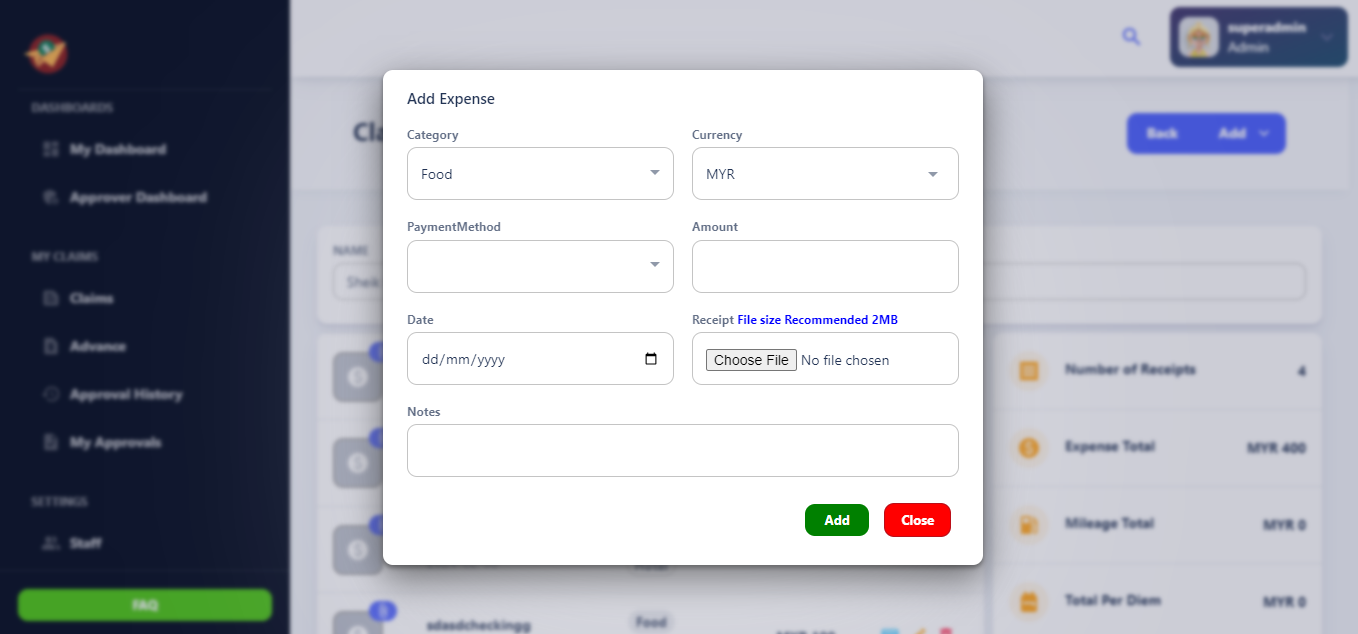 superadmin
Admin
DASHBOARDS
My Dashboard
Approver Dashboard
MY CLAIMS
Claims
Advance
Approval History
My Approvals
SETTINGS
Staff
FAQ
Back
Add
NAME
Add Expense
Category
Currency
Food
MYR
PaymentMethod
Amount
Date
Receipt File size Recommended 2MB
dd/mm/yyyy
Choose File No file chosen
Notes
Add
Close
Number of Receipts
4
Expense Total
MYR 400
Mileage Total
MYR 0
Total Per Diem
MYR 0
sdasdcheckingg
Food
MYR 100